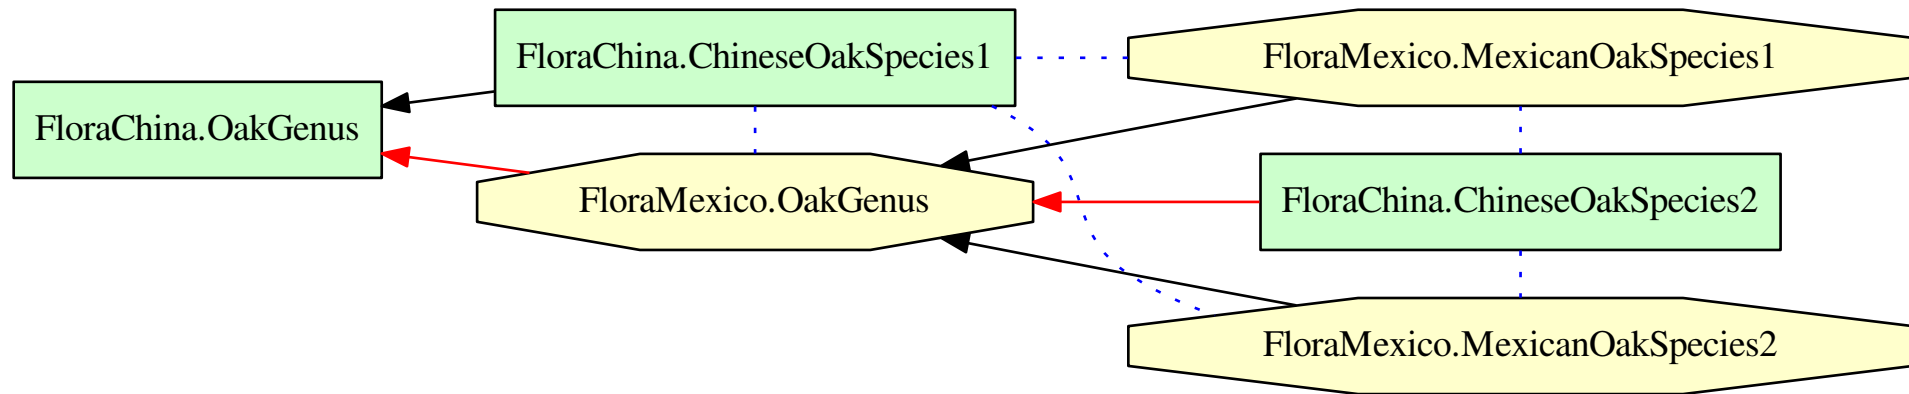 FloraChina.ChineseOakSpecies1
FloraMexico.MexicanOakSpecies1
FloraChina.OakGenus
FloraMexico.OakGenus
FloraChina.ChineseOakSpecies2
FloraMexico.MexicanOakSpecies2